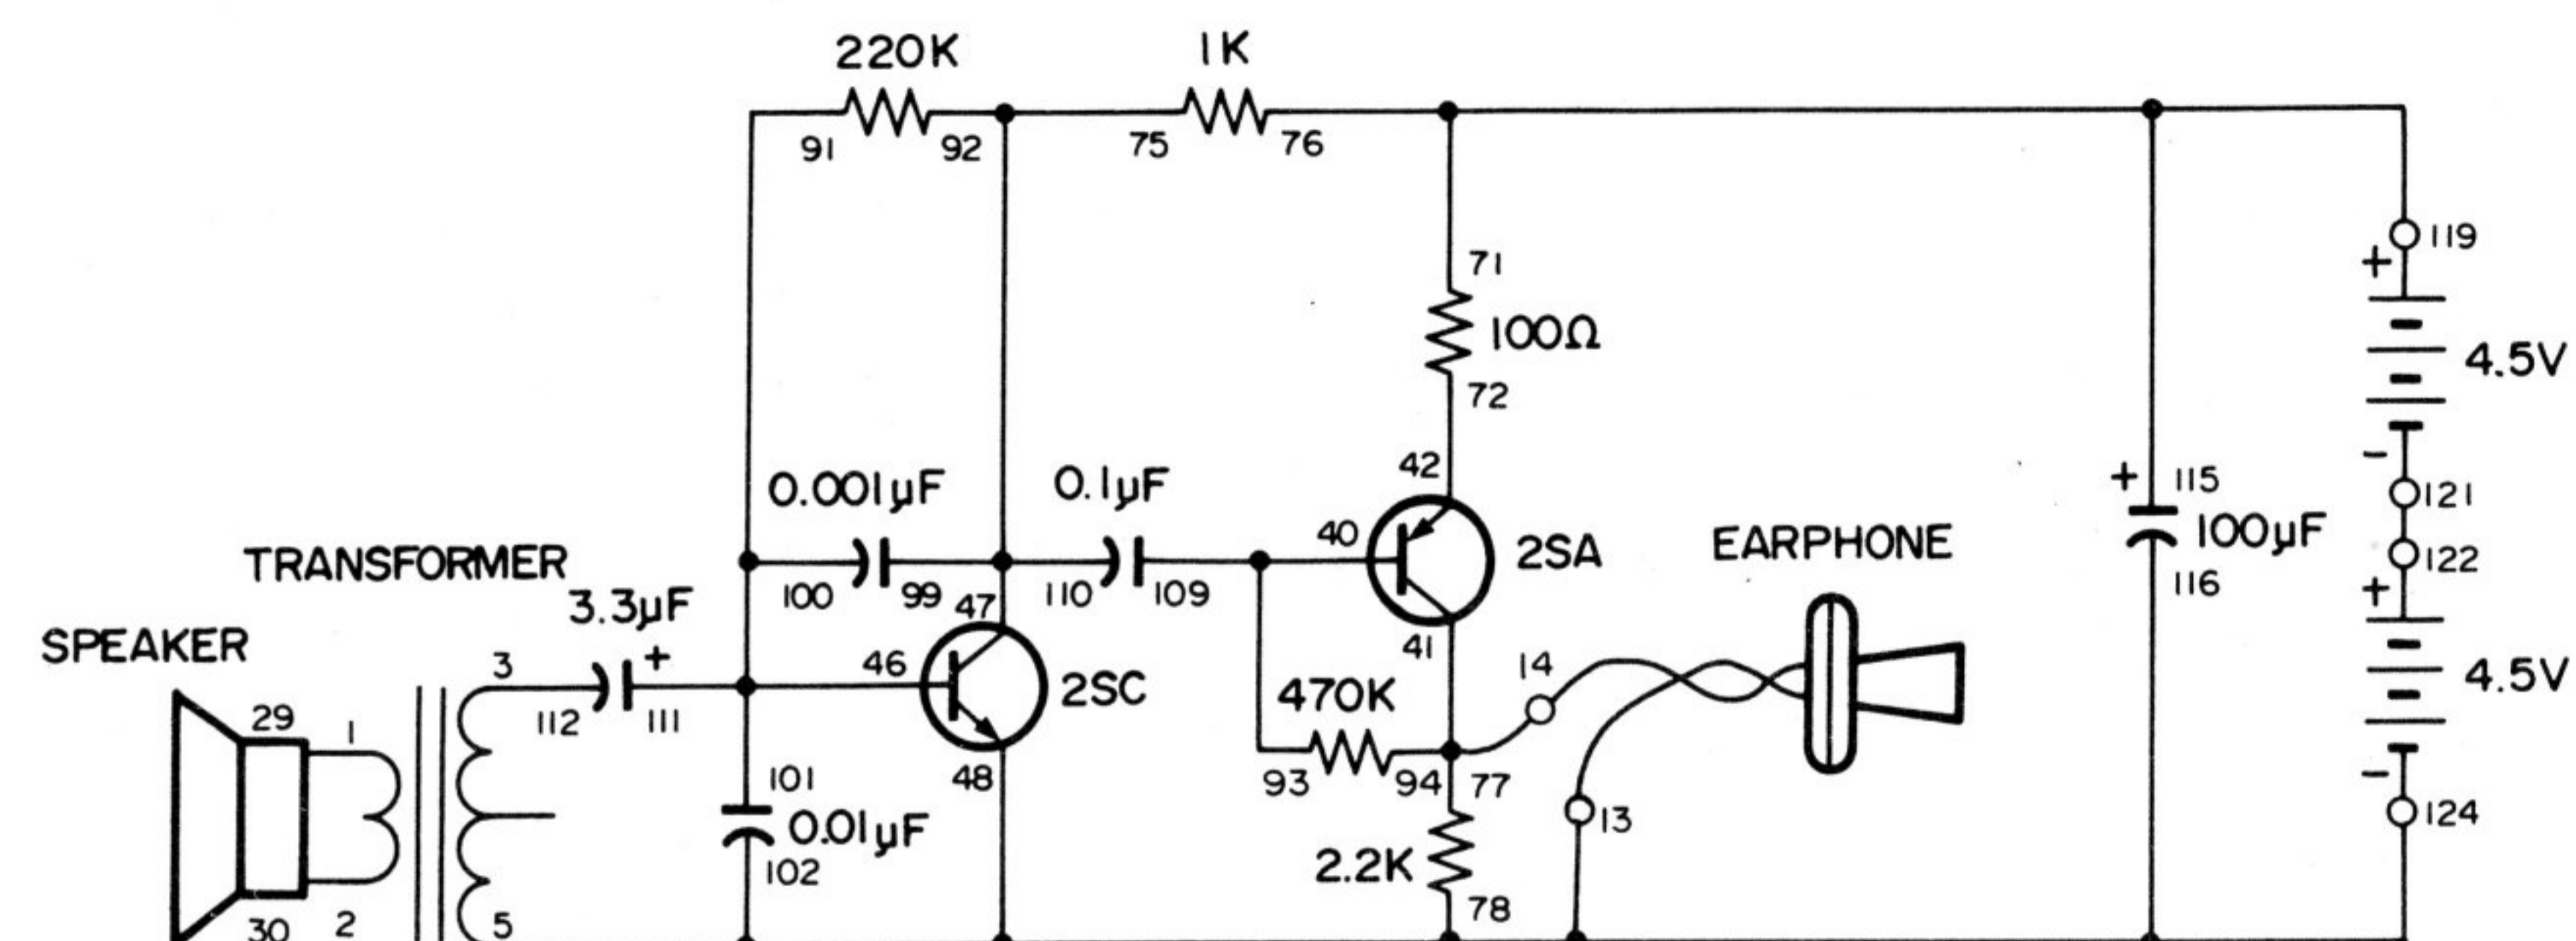 220K
1K
91
92
75
76
71
100Ω
72
119
+
4.5V
-
121
122
+
4.5V
-
124
42
40
2SA
41
0.001µF
0.1µF
100
99
47
110
109
EARPHONE
+
115
100µF
116
TRANSFORMER
3.3µF
+
SPEAKER
3
112
111
46
2SC
48
14
470K
93
94
77
13
29
1
101
0.01µF
102
2.2K
78
30
2
5